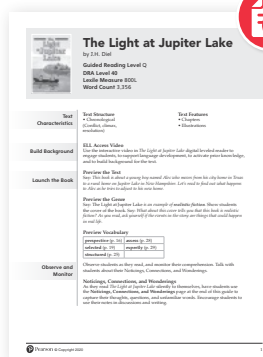 The Light at Jupiter Lake
by J.H. Diel
Guided Reading Level Q
DRA Level 40
Lexile Measure 800L
Word Count 3,356
Text
Characteristics
Text Structure
• Chronological
(Conflict, climax,
resolution)
Text Features
• Chapters
• Illustrations
Build Background
ELL Access Video
Use the interactive video in The Light at Jupiter Lake digital leveled reader to
engage students, to support language development, to activate prior knowledge,
and to build background for the text.
Launch the Book
Preview the Text
Say: This book is about a young boy named Alex who moves from his city home in Texas
to a rural home on Jupiter Lake in New Hampshire. Let's read to find out what happens
to Alex as he tries to adjust to his new home.
Preview the Genre
Say: The Light at Jupiter Lake is an example of realistic fiction. Show students
the cover of the book. Say: What about this cover tells you that this book is realistic
fiction? As you read, ask yourself if the events in the story are things that could happen
in real life.
Preview Vocabulary
perspective (p. 16) assess (p. 28)
selected (p. 19) expertly (p. 29)
structured (p. 25)
Observe and
Monitor
Observe students as they read, and monitor their comprehension. Talk with
students about their Noticings, Connections, and Wonderings.
Noticings, Connections, and Wonderings
As they read The Light at Jupiter Lake silently to themselves, have students use
the Noticings, Connections, and Wonderings page at the end of this guide to
capture their thoughts, questions, and unfamiliar words. Encourage students to
use their notes in discussions and writing.
Pearson © Copyright 2020
1